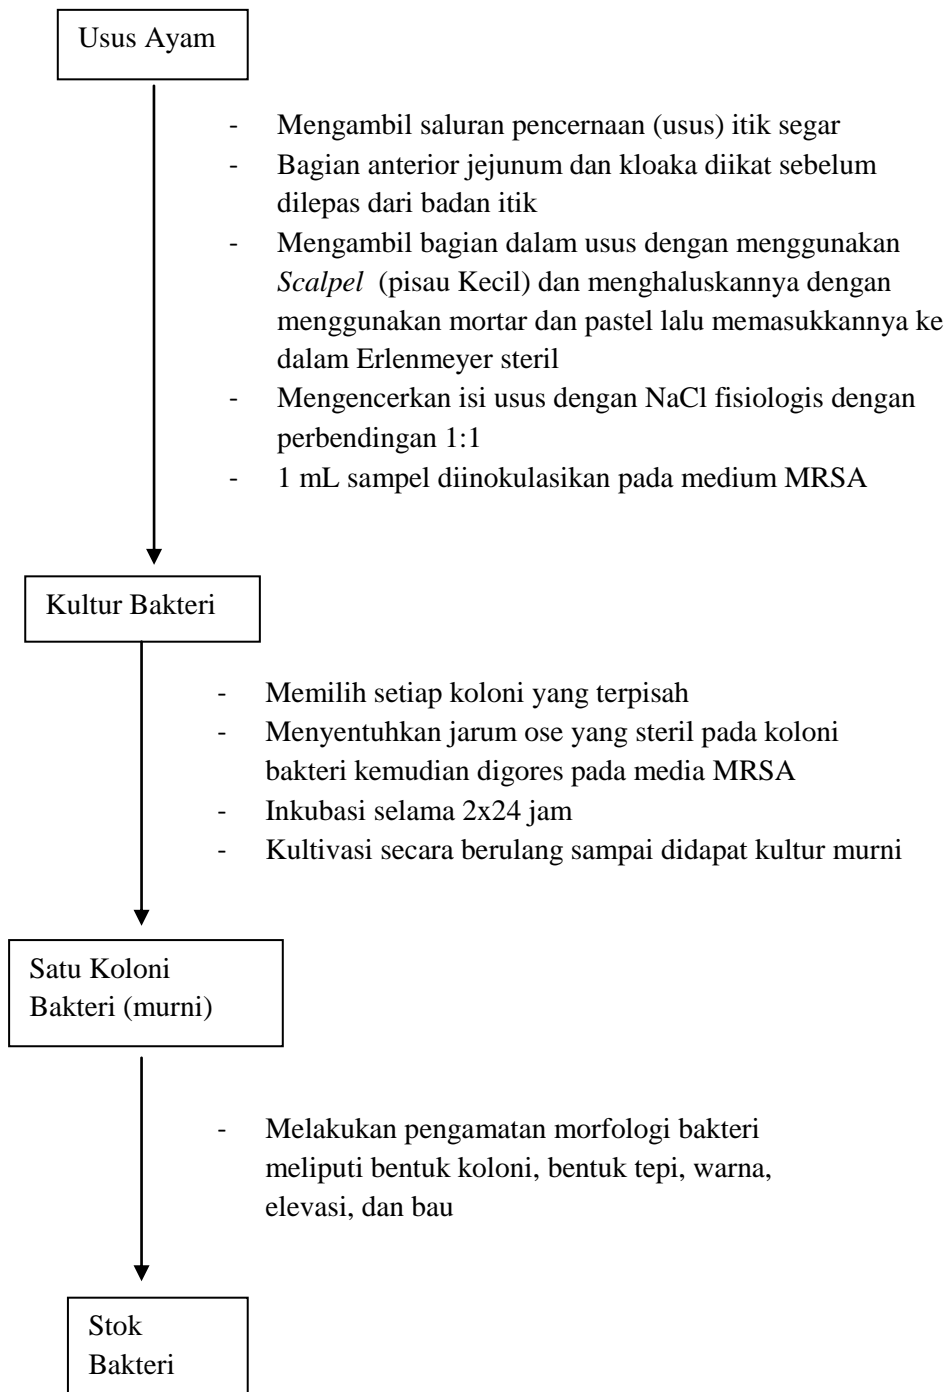 Usus Ayam
- Mengambil saluran pencernaan (usus) itik segar
- Bagian anterior jejunum dan kloaka diikat sebelum
dilepas dari badan itik
- Mengambil bagian dalam usus dengan menggunakan
Scalpel (pisau Kecil) dan menghaluskannya dengan
menggunakan mortar dan pastel lalu memasukkannya ke
dalam Erlenmeyer steril
- Mengencerkan isi usus dengan NaCl fisiologis dengan
perbendingan 1:1
- 1 mL sampel diinokulasikan pada medium MRSA
Kultur Bakteri
- Memilih setiap koloni yang terpisah
- Menyentuhkan jarum ose yang steril pada koloni
bakteri kemudian digores pada media MRSA
- Inkubasi selama 2x24 jam
- Kultivasi secara berulang sampai didapat kultur murni
Satu Koloni
Bakteri (murni)
- Melakukan pengamatan morfologi bakteri
meliputi bentuk koloni, bentuk tepi, warna,
elevasi, dan bau
Stok
Bakteri